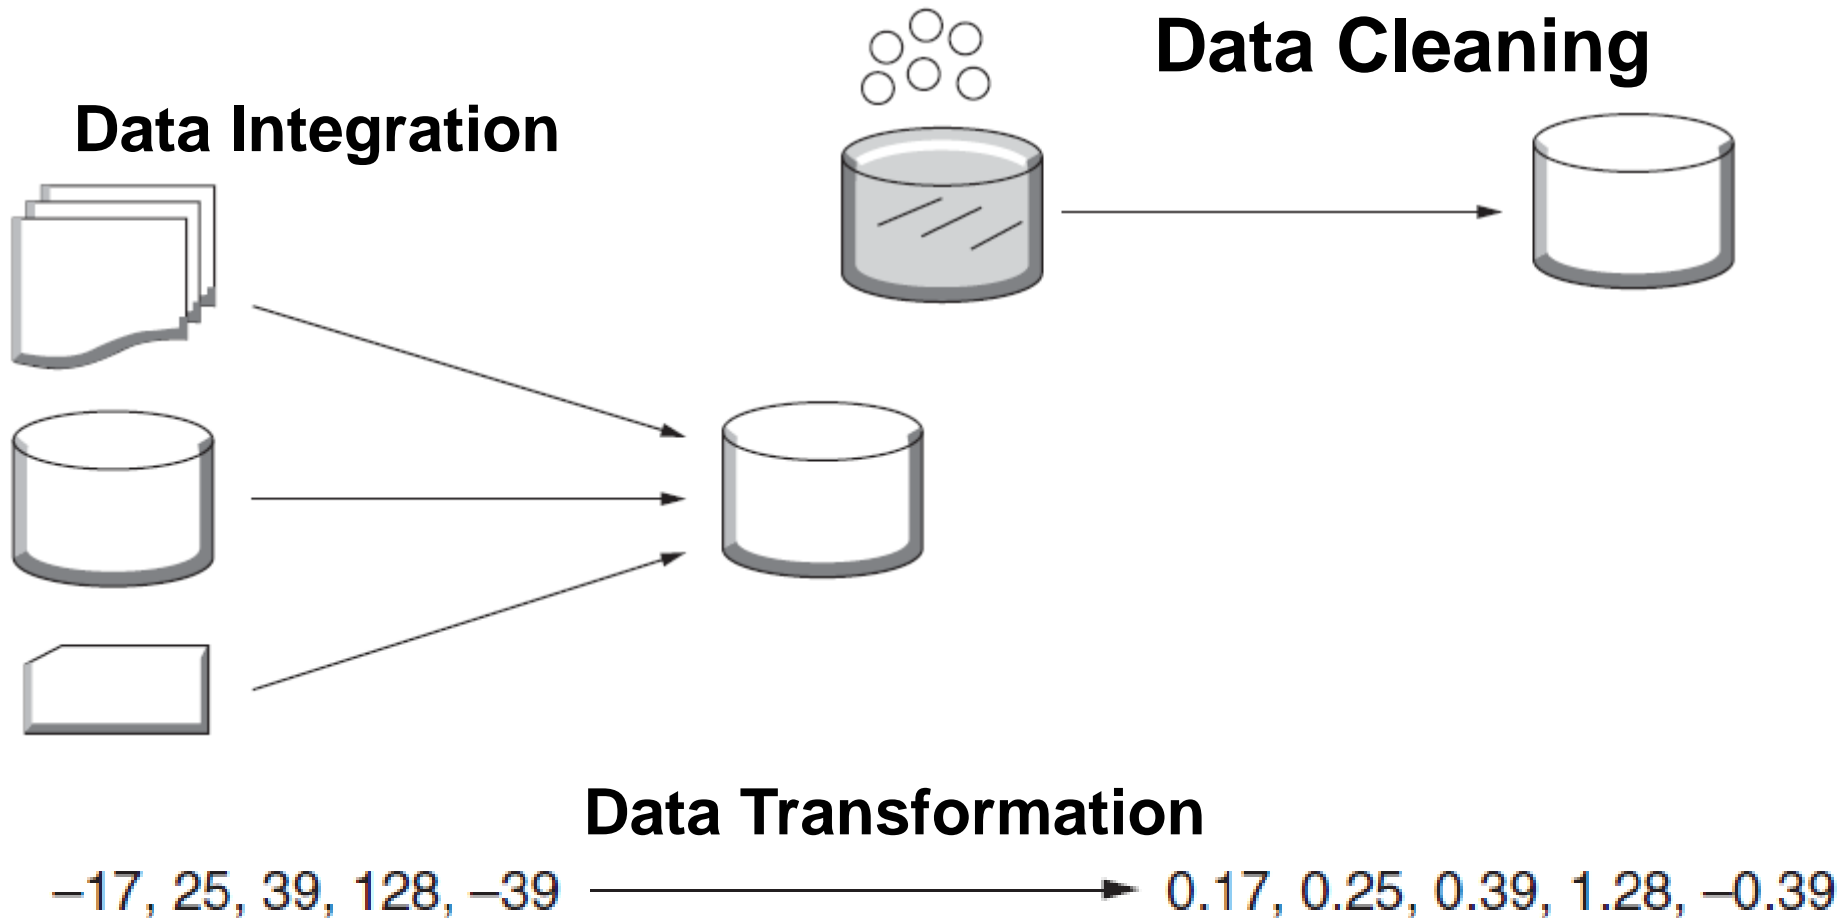 Data Cleaning
Data Integration
Data Transformation
–17, 25, 39, 128, –39
0.17, 0.25, 0.39, 1.28, –0.39